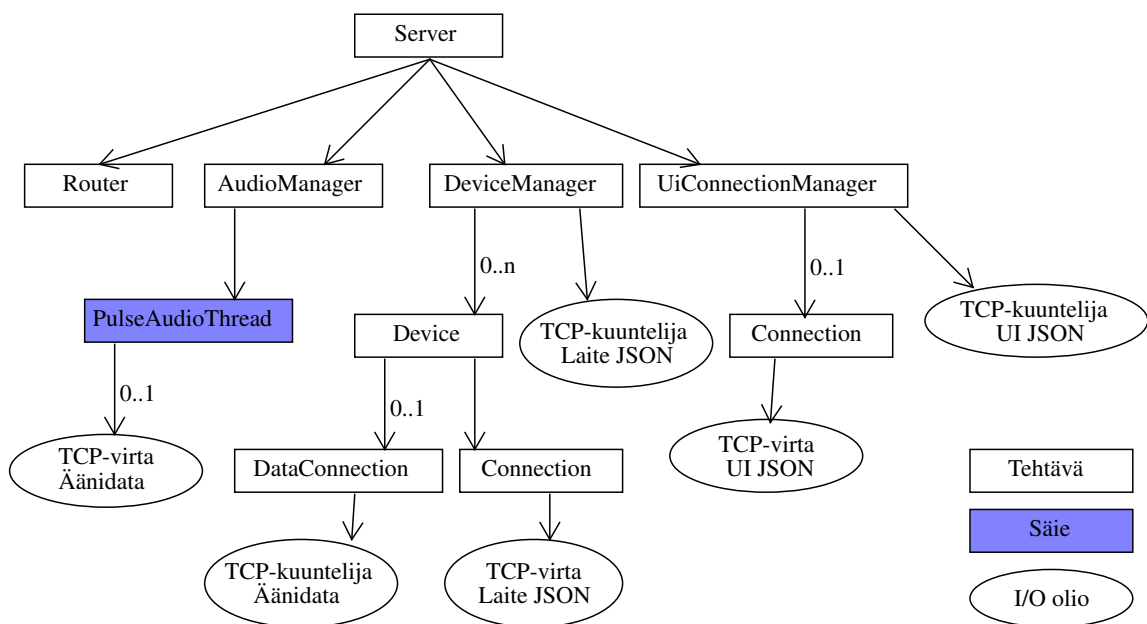 Server
Router
AudioManager
DeviceManager
UiConnectionManager
0..n
0..1
PulseAudioThread
Device
TCP-kuuntelija
Laite JSON
Connection
TCP-kuuntelija
UI JSON
0..1
0..1
TCP-virta
Äänidata
DataConnection
Connection
TCP-virta
UI JSON
Tehtävä
Säie
TCP-kuuntelija
Äänidata
TCP-virta
Laite JSON
I/O olio